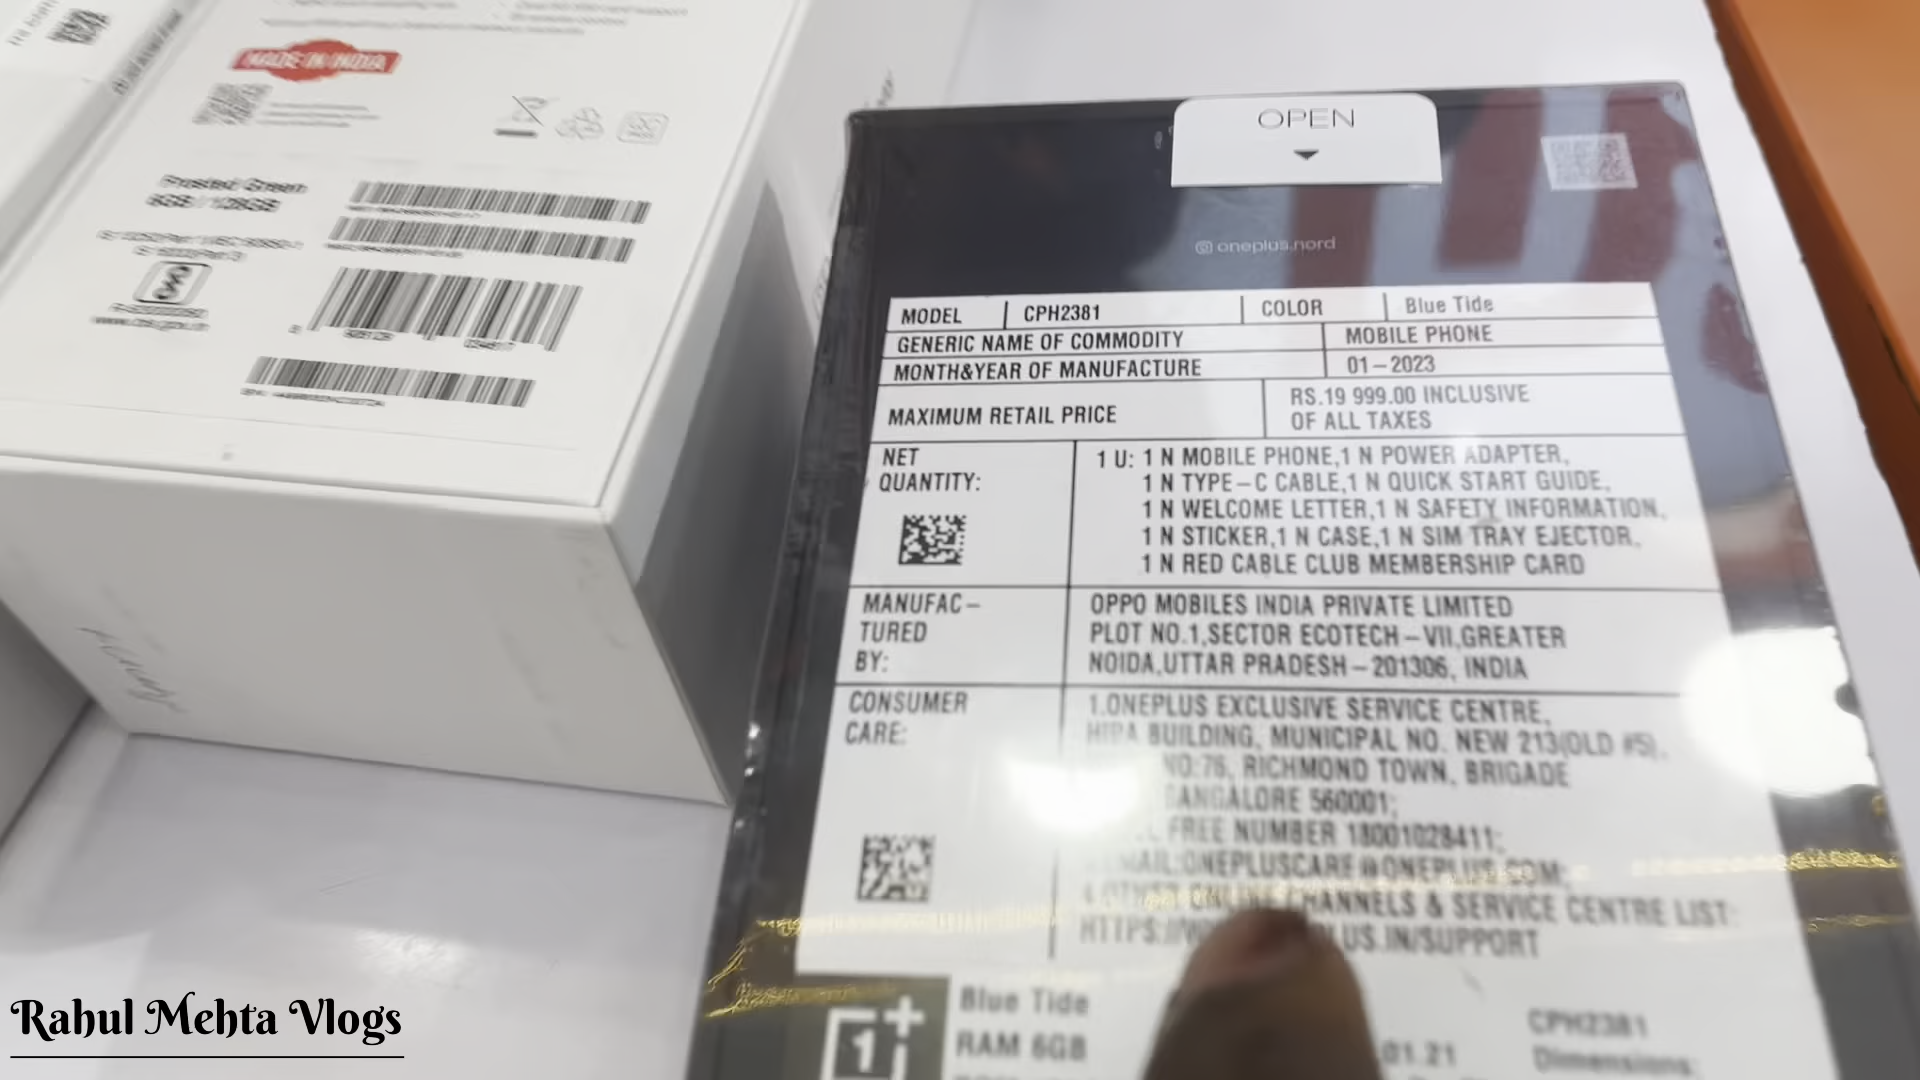 MADE IN INDIA
Frosted Green
6GB / 128GB
OPEN
oneplus.nord
MODEL CPH2381 COLOR Blue Tide
GENERIC NAME OF COMMODITY MOBILE PHONE
MONTH&YEAR OF MANUFACTURE 01-2023
MAXIMUM RETAIL PRICE RS.19 999.00 INCLUSIVE
OF ALL TAXES
NET
QUANTITY:
1 U: 1 N MOBILE PHONE,1 N POWER ADAPTER,
1 N TYPE-C CABLE,1 N QUICK START GUIDE,
1 N WELCOME LETTER,1 N SAFETY INFORMATION,
1 N STICKER,1 N CASE,1 N SIM TRAY EJECTOR,
1 N RED CABLE CLUB MEMBERSHIP CARD
MANUFAC-
TURED
BY:
OPPO MOBILES INDIA PRIVATE LIMITED
PLOT NO.1,SECTOR ECOTECH-VII,GREATER
NOIDA,UTTAR PRADESH-201306, INDIA
CONSUMER
CARE:
1.ONEPLUS EXCLUSIVE SERVICE CENTRE,
BUILDING, MUNICIPAL NO. NEW 213(OLD #5),
NO:76, RICHMOND TOWN, BRIGADE
BANGALORE 560001;
FREE NUMBER 18001028411;
EMAIL:ONEPLUSCARE@ONEPLUS.COM;
ONLINE CHANNELS & SERVICE CENTRE LIST:
US.IN/SUPPORT
Blue Tide
RAM 6GB
.01.21
CPH2381
Dimensions:
Rahul Mehta Vlogs